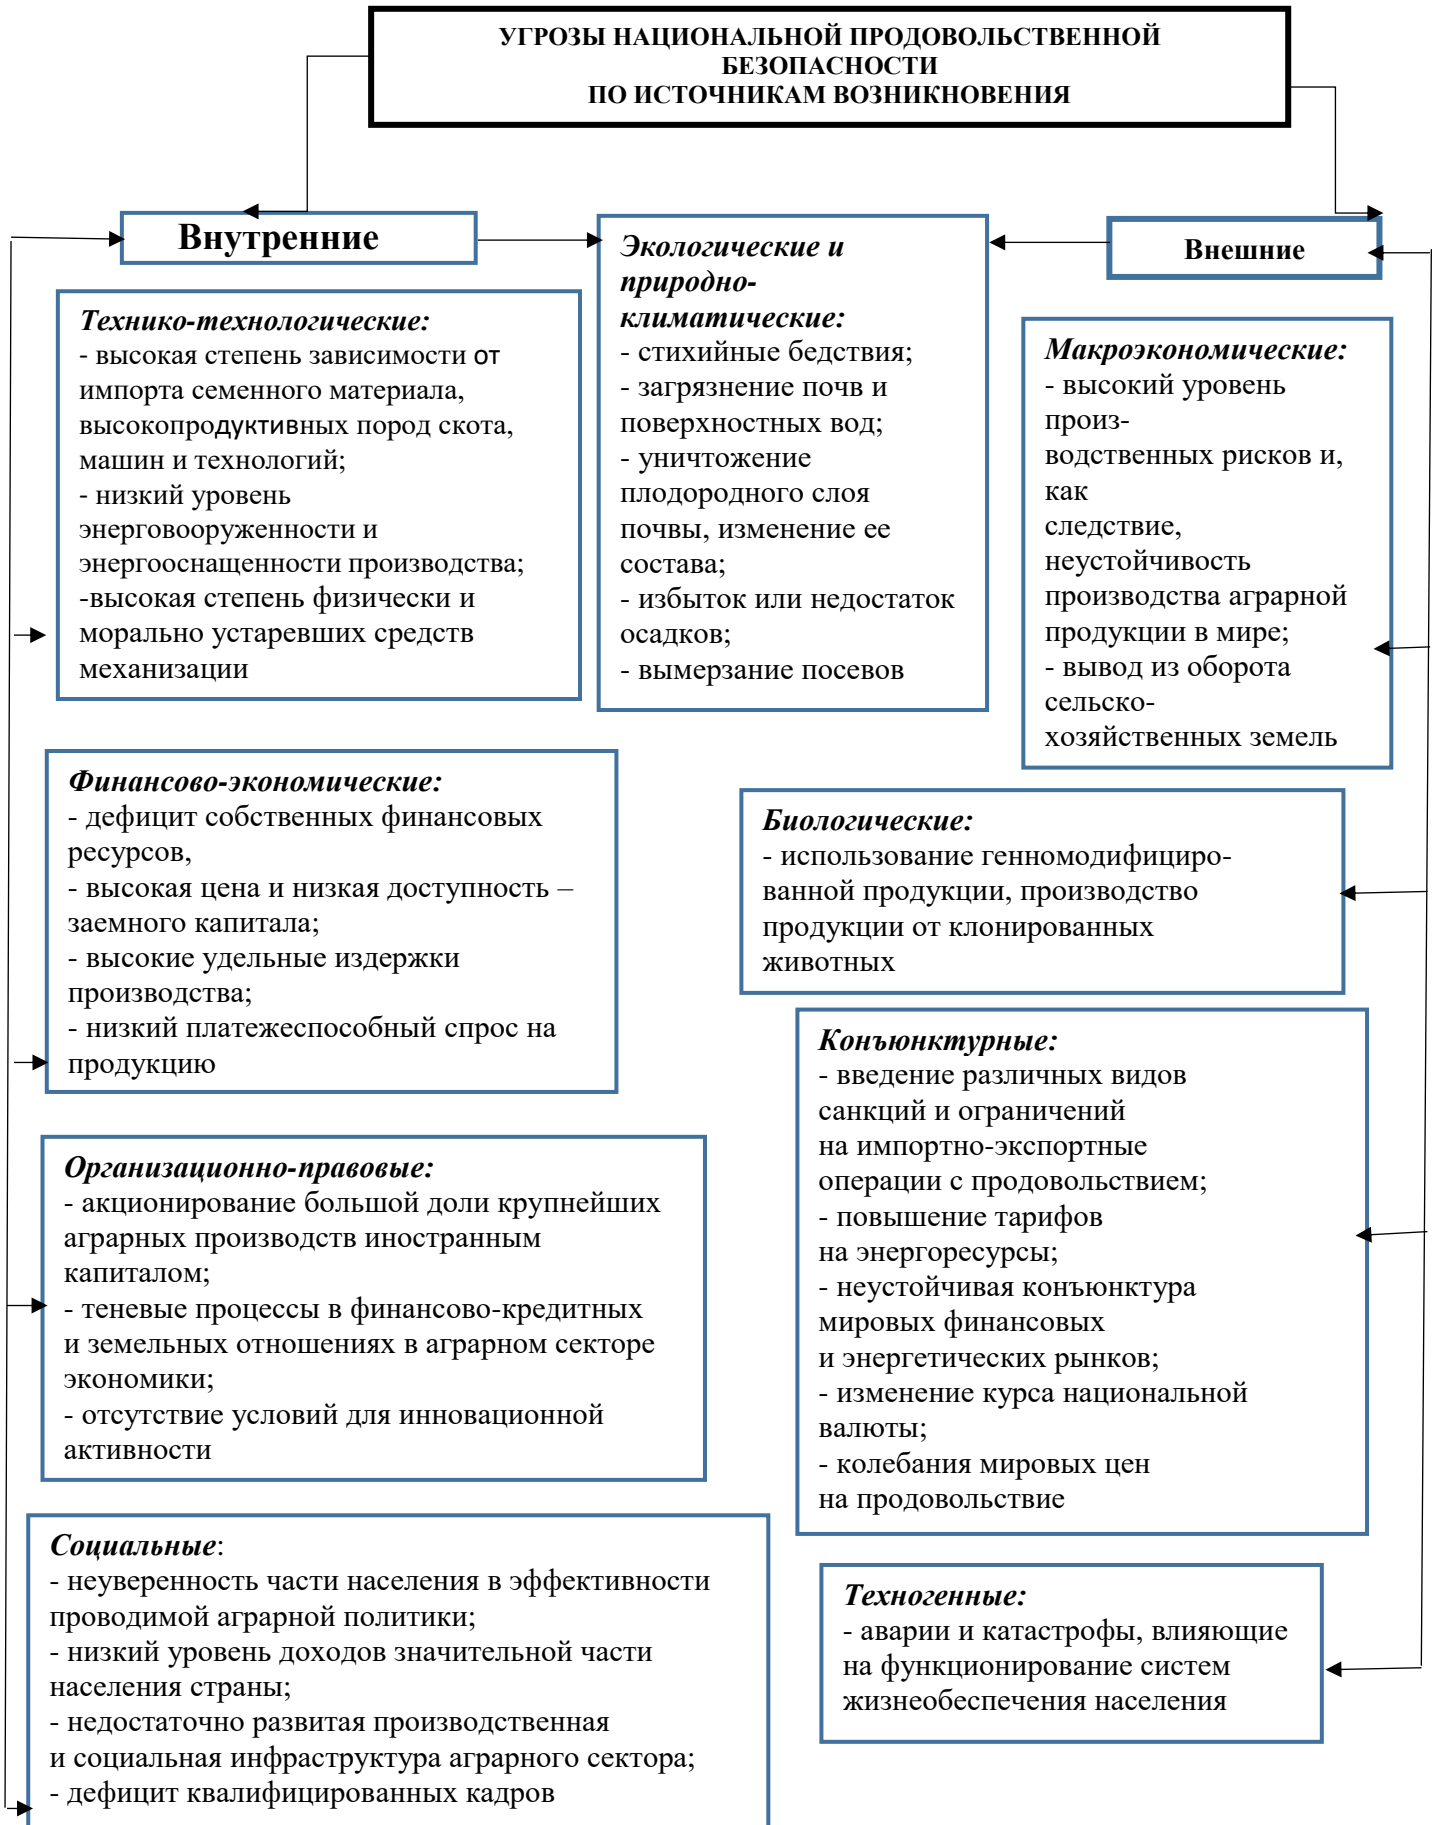 УГРОЗЫ НАЦИОНАЛЬНОЙ ПРОДОВОЛЬСТВЕННОЙ
БЕЗОПАСНОСТИ
ПО ИСТОЧНИКАМ ВОЗНИКНОВЕНИЯ
Внутренние
Технико-технологические:
- высокая степень зависимости от
импорта семенного материала,
высокопродуктивных пород скота,
машин и технологий;
- низкий уровень
энерговооруженности и
энергооснащенности производства;
-высокая степень физически и
морально устаревших средств
механизации
Финансово-экономические:
- дефицит собственных финансовых
ресурсов,
- высокая цена и низкая доступность –
заемного капитала;
- высокие удельные издержки
производства;
- низкий платежеспособный спрос на
продукцию
Организационно-правовые:
- акционирование большой доли крупнейших
аграрных производств иностранным
капиталом;
- теневые процессы в финансово-кредитных
и земельных отношениях в аграрном секторе
экономики;
- отсутствие условий для инновационной
активности
Социальные:
- неуверенность части населения в эффективности
проводимой аграрной политики;
- низкий уровень доходов значительной части
населения страны;
- недостаточно развитая производственная
и социальная инфраструктура аграрного сектора;
- дефицит квалифицированных кадров
Экологические и
природно-
климатические:
- стихийные бедствия;
- загрязнение почв и
поверхностных вод;
- уничтожение
плодородного слоя
почвы, изменение ее
состава;
- избыток или недостаток
осадков;
- вымерзание посевов
Внешние
Макроэкономические:
- высокий уровень
произ-
водственных рисков и,
как
следствие,
неустойчивость
производства аграрной
продукции в мире;
- вывод из оборота
сельско-
хозяйственных земель
Биологические:
- использование генномодифициро-
ванной продукции, производство
продукции от клонированных
животных
Конъюнктурные:
- введение различных видов
санкций и ограничений
на импортно-экспортные
операции с продовольствием;
- повышение тарифов
на энергоресурсы;
- неустойчивая конъюнктура
мировых финансовых
и энергетических рынков;
- изменение курса национальной
валюты;
- колебания мировых цен
на продовольствие
Техногенные:
- аварии и катастрофы, влияющие
на функционирование систем
жизнеобеспечения населения